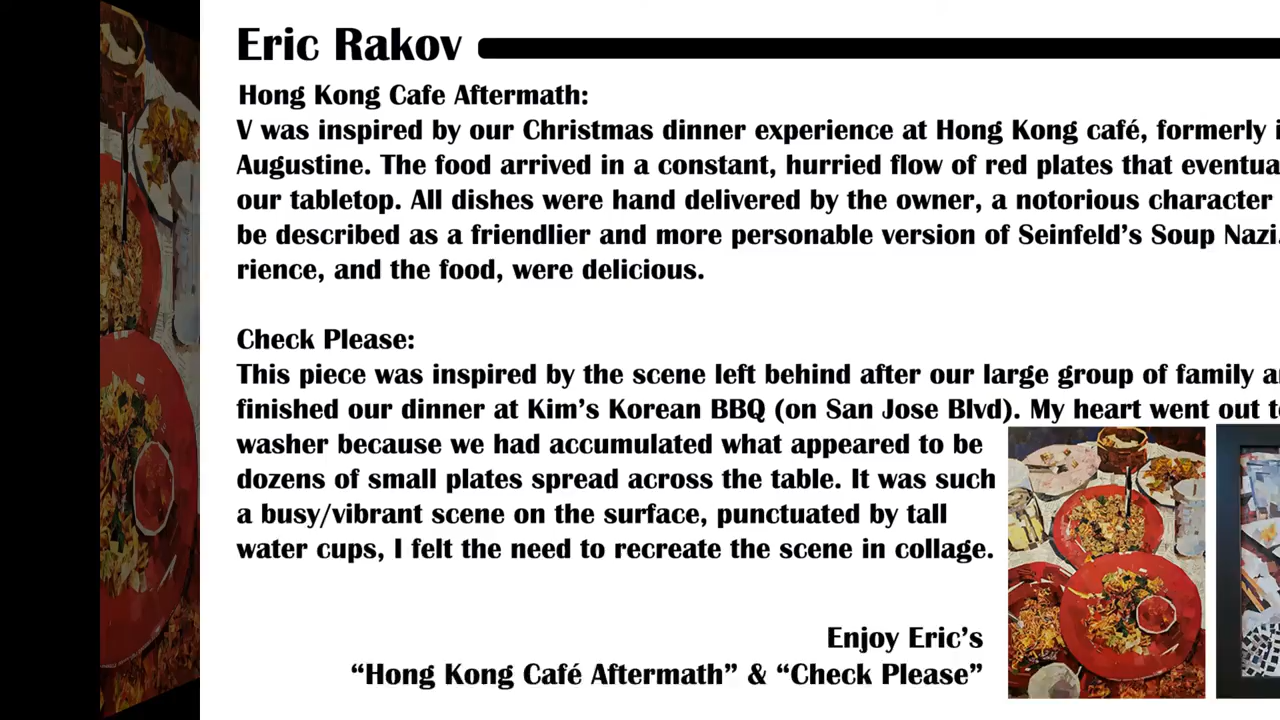 Eric Rakov
Hong Kong Cafe Aftermath:
V was inspired by our Christmas dinner experience at Hong Kong café, formerly
Augustine. The food arrived in a constant, hurried flow of red plates that
our tabletop. All dishes were hand delivered by the owner, a notorious character
be described as a friendlier and more personable version of Seinfeld's Soup Nazi.
rience, and the food, were delicious.
Check Please:
This piece was inspired by the scene left behind after our large group of family
finished our dinner at Kim's Korean BBQ (on San Jose Blvd). My heart went out
washer because we had accumulated what appeared to be
dozens of small plates spread across the table. It was such
a busy/vibrant scene on the surface, punctuated by tall
water cups, I felt the need to recreate the scene in collage.
Enjoy Eric's
“Hong Kong Café Aftermath” & “Check Please”